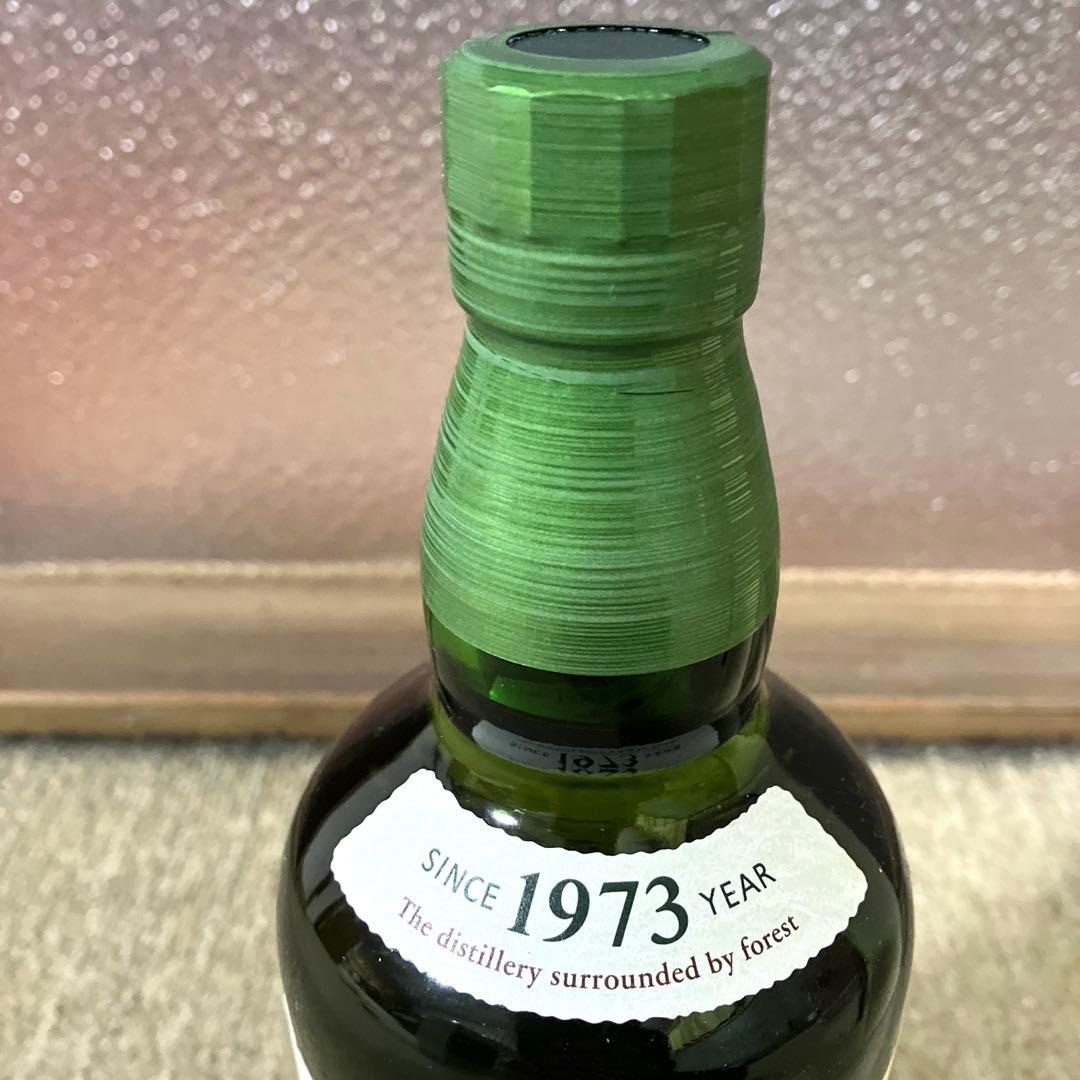 SINCE 1973 YEAR
The distillery surrounded by forest